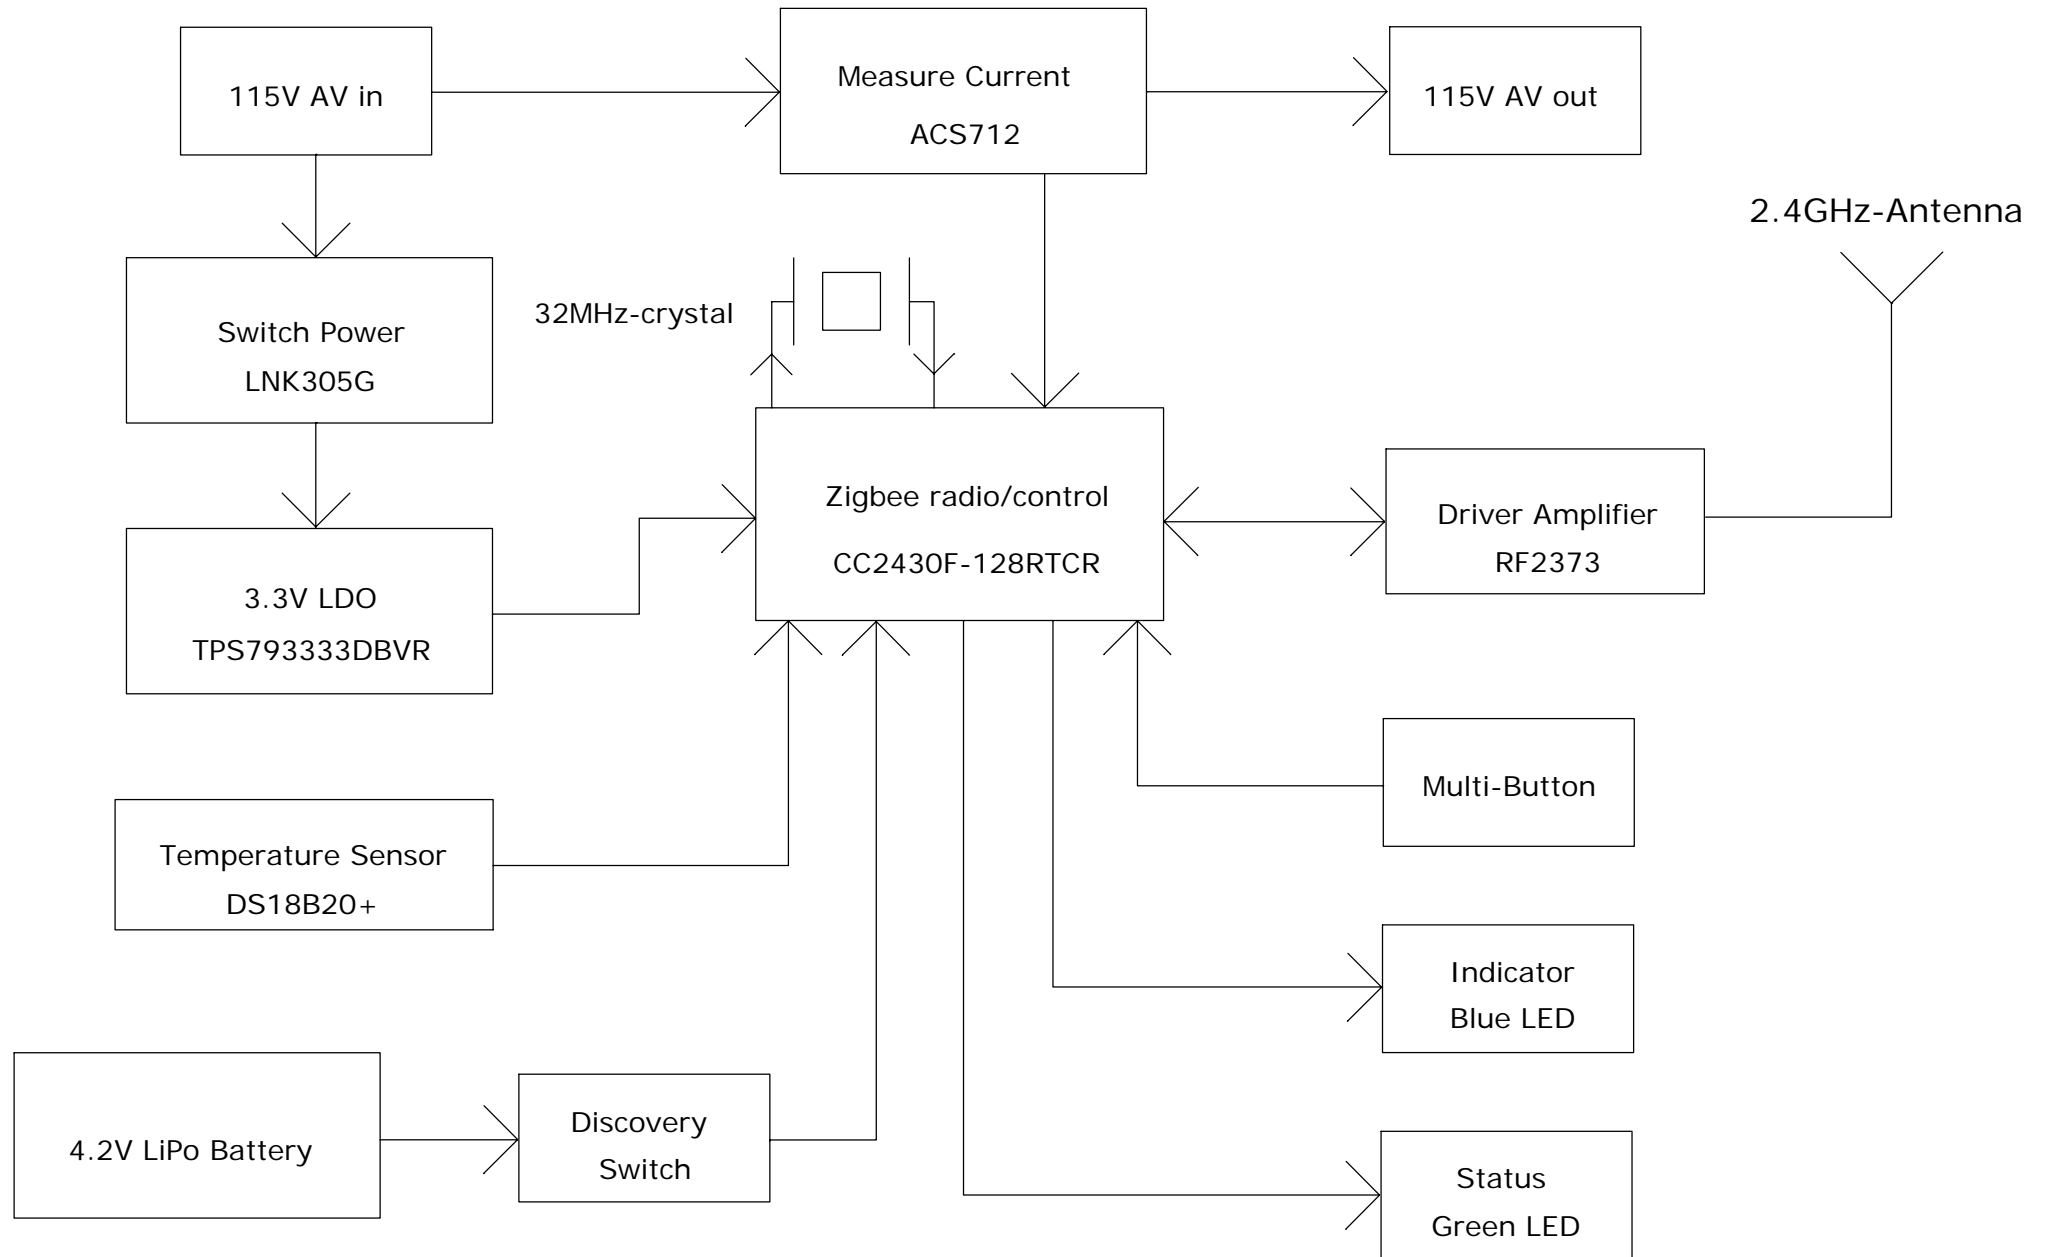 115V AV in
Measure Current
ACS712
115V AV out
2.4GHz-Antenna
32MHz-crystal
Switch Power
LNK305G
Zigbee radio/control
CC2430F-128RTCR
Driver Amplifier
RF2373
3.3V LDO
TPS793333DBVR
Multi-Button
Temperature Sensor
DS18B20+
Indicator
Blue LED
4.2V LiPo Battery
Discovery
Switch
Status
Green LED